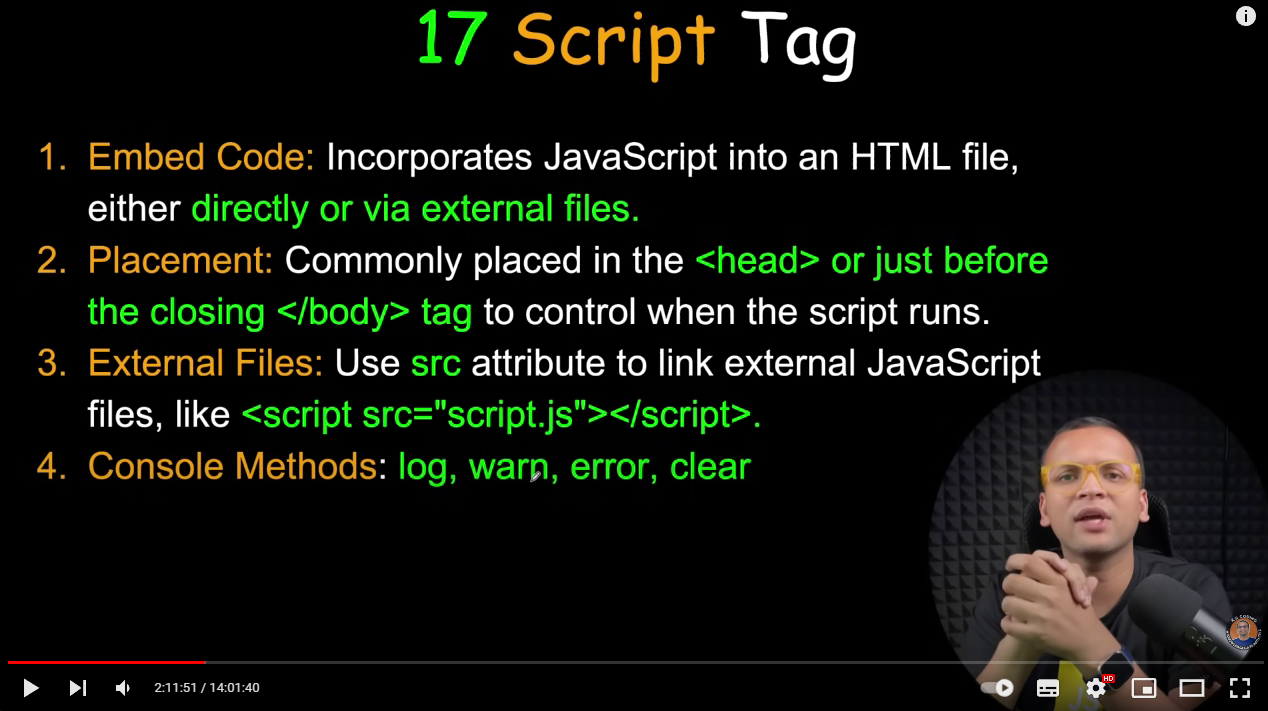 17 Script Tag
1. Embed Code: Incorporates JavaScript into an HTML file,
either directly or via external files.
2. Placement: Commonly placed in the <head> or just before
the closing </body> tag to control when the script runs.
3. External Files: Use src attribute to link external JavaScript
files, like <script src="script.js"></script>.
4. Console Methods: log, warn, error, clear
2:11:51 / 14:01:40
HD